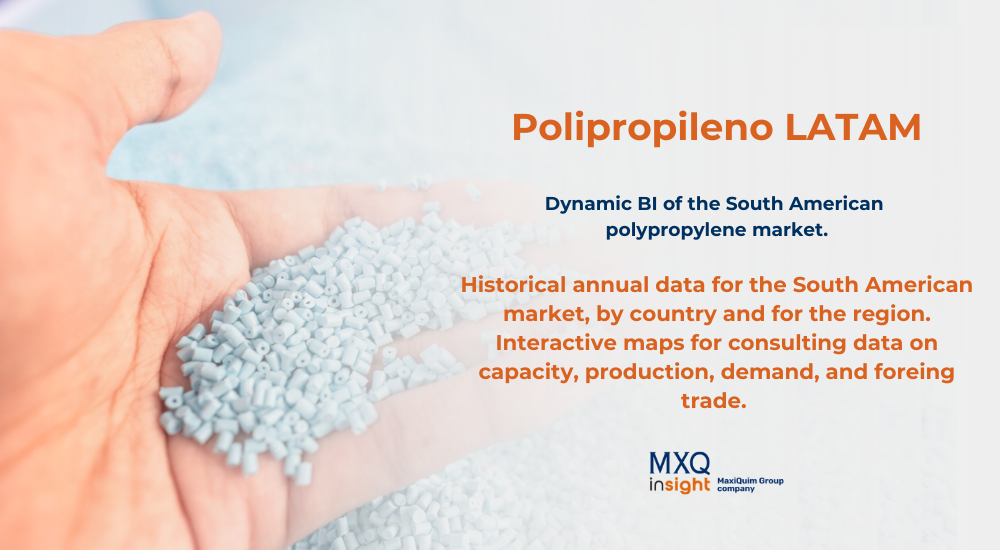 Polipropileno LATAM
Dynamic BI of the South American
polypropylene market.
Historical annual data for the South American
market, by country and for the region.
Interactive maps for consulting data on
capacity, production, demand, and foreing
trade.
MXQ
insight
MaxiQuim Group
company